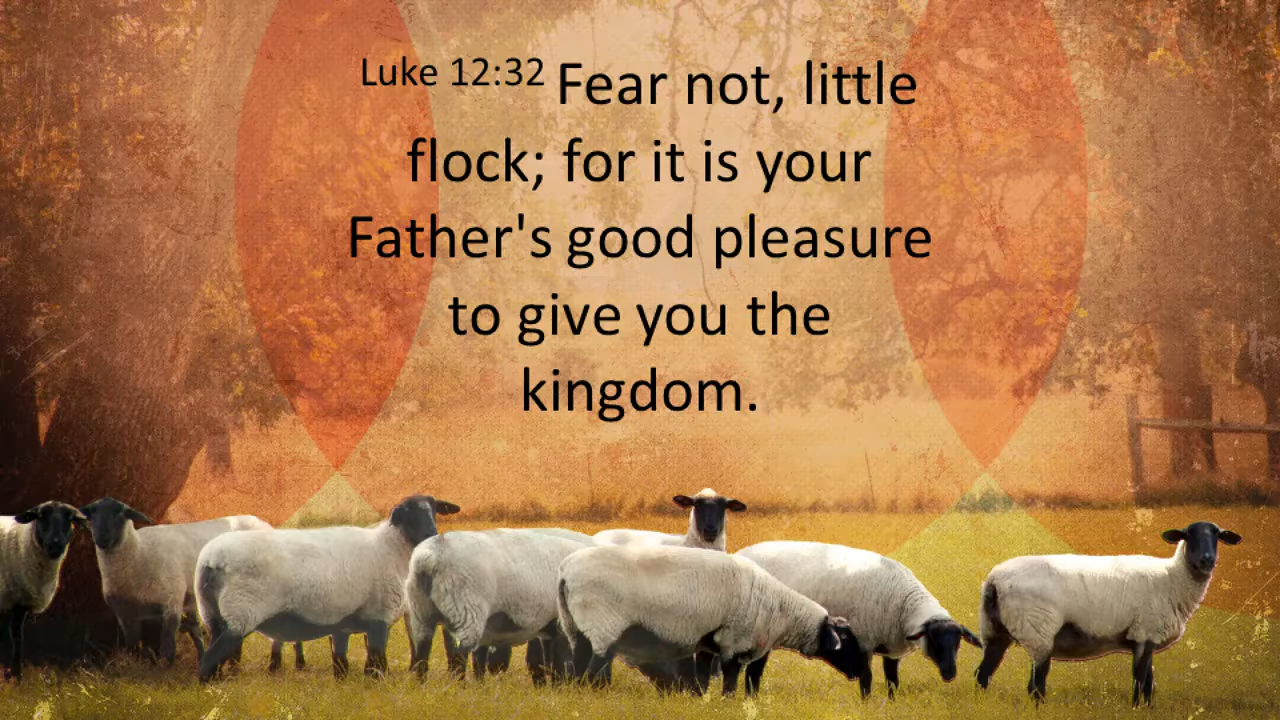 Luke 12:32 Fear not, little
flock; for it is your
Father's good pleasure
to give you the
kingdom.